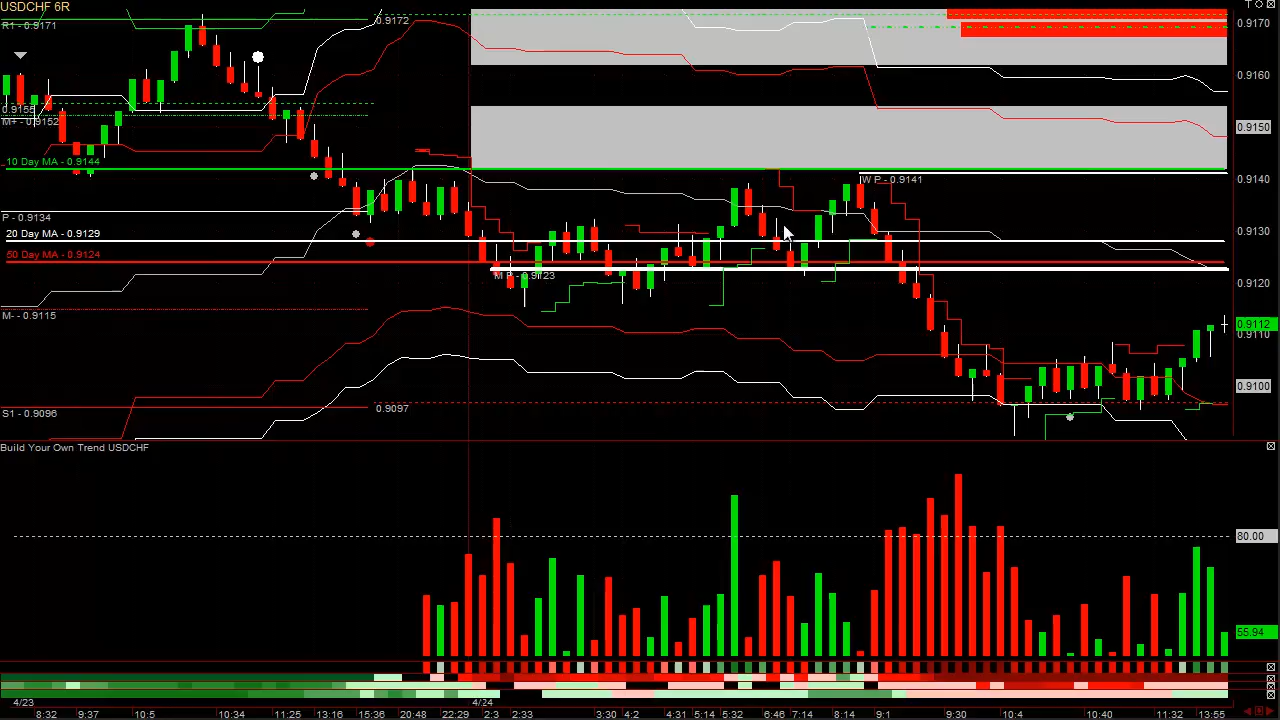 USDCHF 6R
R1 - 0.9171
0.9172
0.9170
0.9160
0.9155
M+ - 0.9152
0.9150
10 Day MA - 0.9144
0.9140
W P - 0.9141
P - 0.9134
20 Day MA - 0.9129
0.9130
50 Day MA - 0.9124
M P - 0.9123
0.9120
M- - 0.9115
0.9112
0.9110
0.9100
S1 - 0.9096
0.9097
Build Your Own Trend USDCHF
80.00
55.94
4/23 4/24
8:32 9:37 10:5 10:34 11:25 13:16 15:36 20:48 22:29 2:3 2:33 3:30 4:2 4:31 5:14 5:32 6:46 7:14 8:14 9:1 9:30 10:4 10:40 11:32 13:55